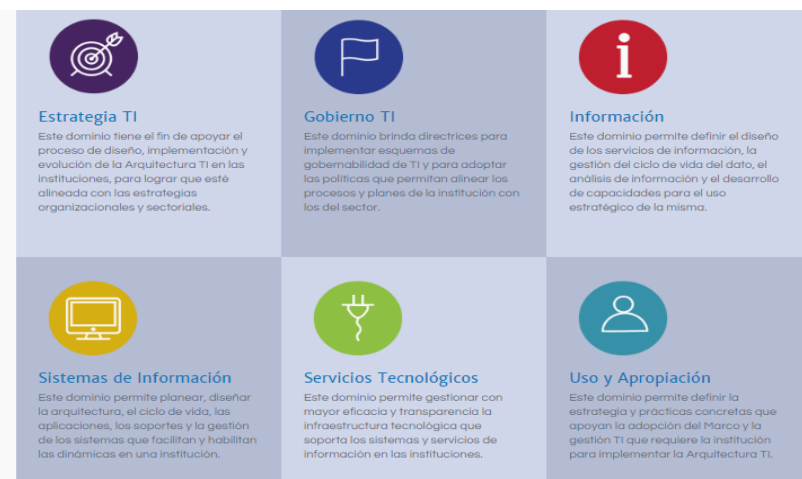 Estrategia TI
Este dominio tiene el fin de apoyar el
proceso de diseño, implementación y
evolución de la Arquitectura TI en las
instituciones, para lograr que esté
alineada con las estrategias
organizacionales y sectoriales.
Gobierno TI
Este dominio brinda directrices para
implementar esquemas de
gobernabilidad de TI y para adoptar
las políticas que permitan alinear los
procesos y planes de la institución con
los del sector.
i
Información
Este dominio permite definir el diseño
de los servicios de información, la
gestión del ciclo de vida del dato, el
análisis de información y el desarrollo
de capacidades para el uso
estratégico de la misma.
Sistemas de Información
Este dominio permite planear, diseñar
la arquitectura, el ciclo de vida, las
aplicaciones, los soportes y la gestión
de los sistemas que facilitan y habilitan
las dinámicas en una institución.
Servicios Tecnológicos
Este dominio permite gestionar con
mayor eficacia y transparencia la
infraestructura tecnológica que
soporta los sistemas y servicios de
información en las instituciones.
Uso y Apropiación
Este dominio permite definir la
estrategia y prácticas concretas que
apoyan la adopción del Marco y la
gestión TI que requiere la institución
para implementar la Arquitectura TI.